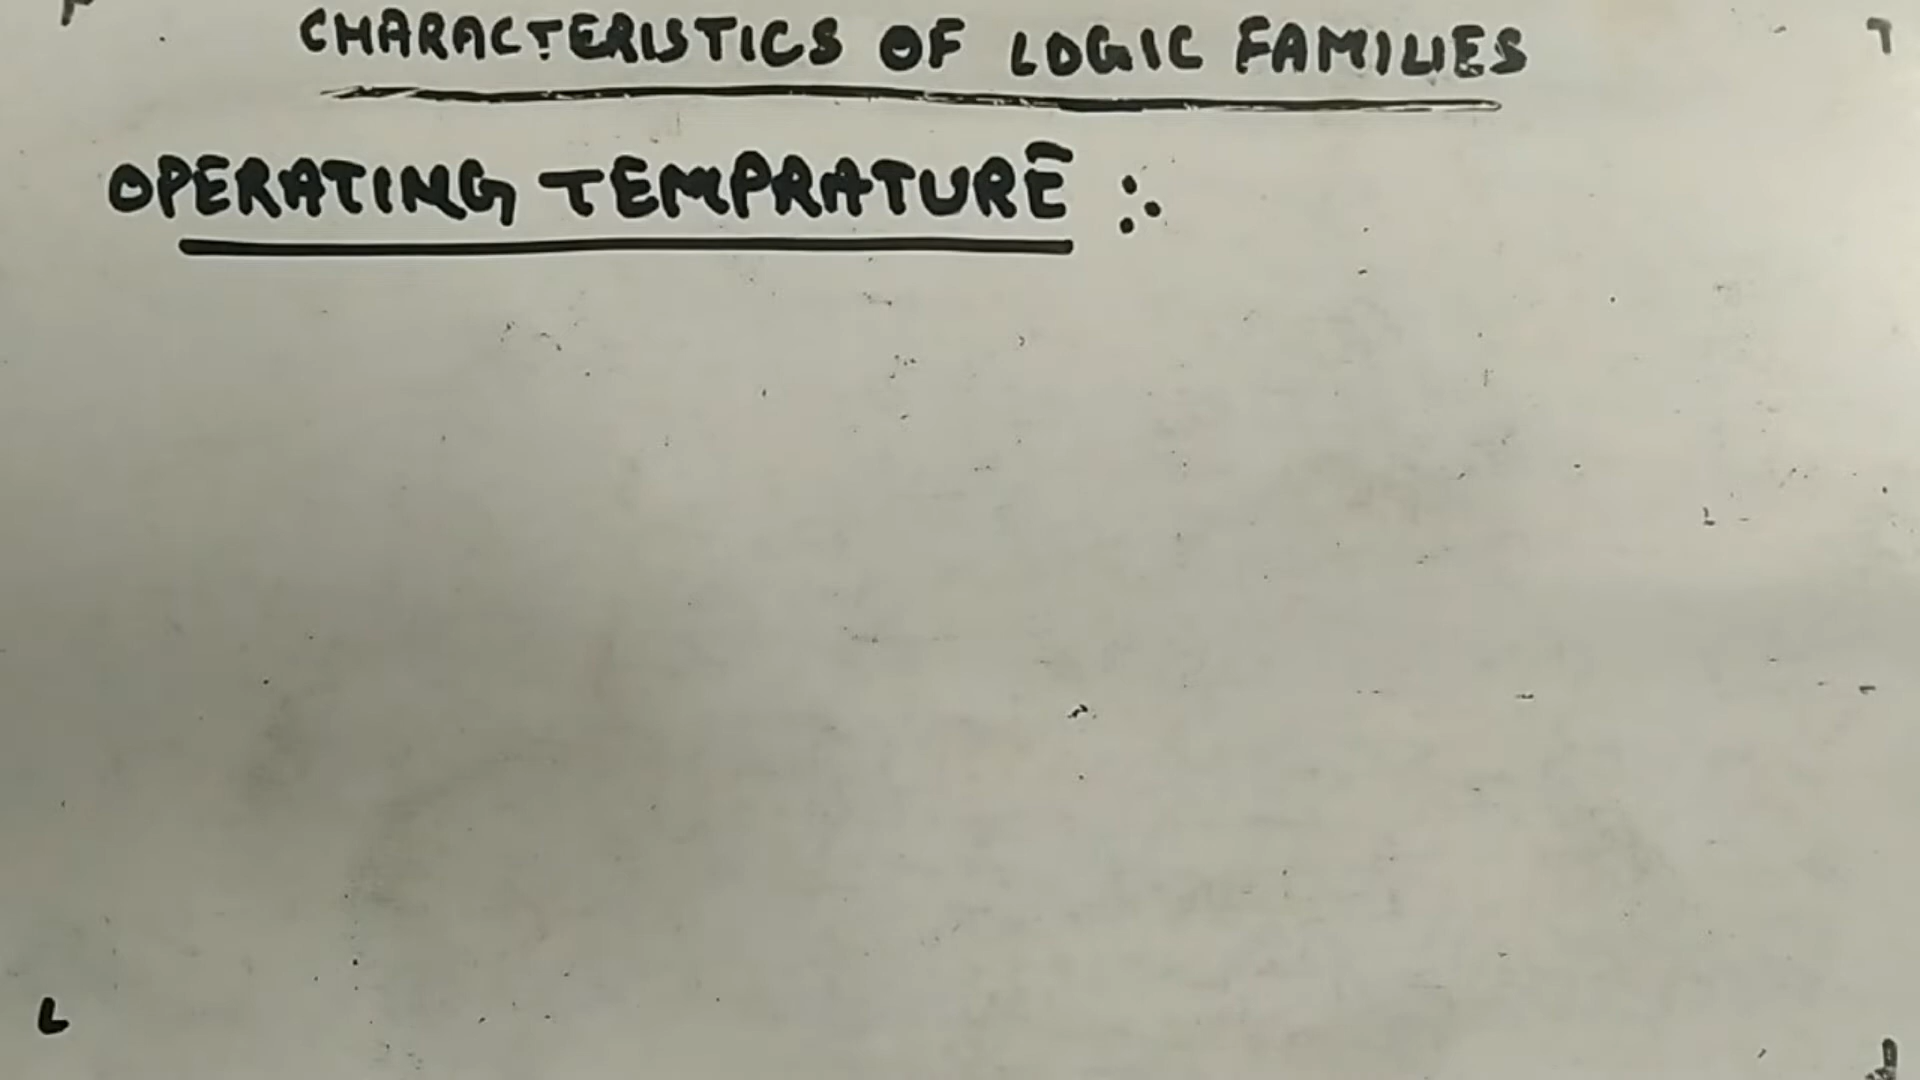 CHARACTERISTICS OF LOGIC FAMILIES
OPERATING TEMPRATURE :-